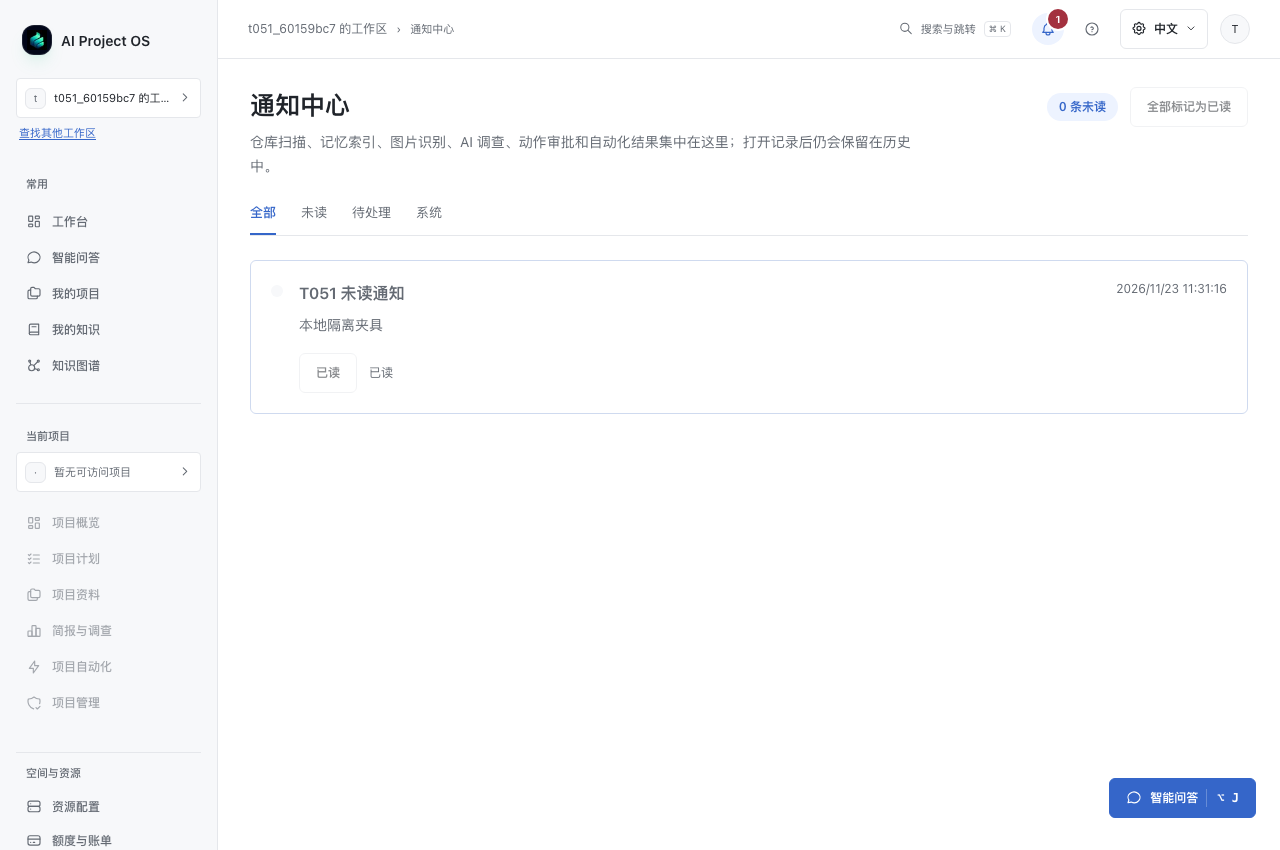 AI Project OS
t t051_60159bc7 的工...
查找其他工作区
常用
工作台
智能问答
我的项目
我的知识
知识图谱
当前项目
· 暂无可访问项目
项目概览
项目计划
项目资料
简报与调查
项目自动化
项目管理
空间与资源
资源配置
额度与账单
t051_60159bc7 的工作区 › 通知中心
搜索与跳转 ⌘ K
1
中文
T
通知中心
0 条未读
全部标记为已读
仓库扫描、记忆索引、图片识别、AI 调查、动作审批和自动化结果集中在这里；打开记录后仍会保留在历史
中。
全部 未读 待处理 系统
T051 未读通知
2026/11/23 11:31:16
本地隔离夹具
已读 已读
智能问答 ⌥ J